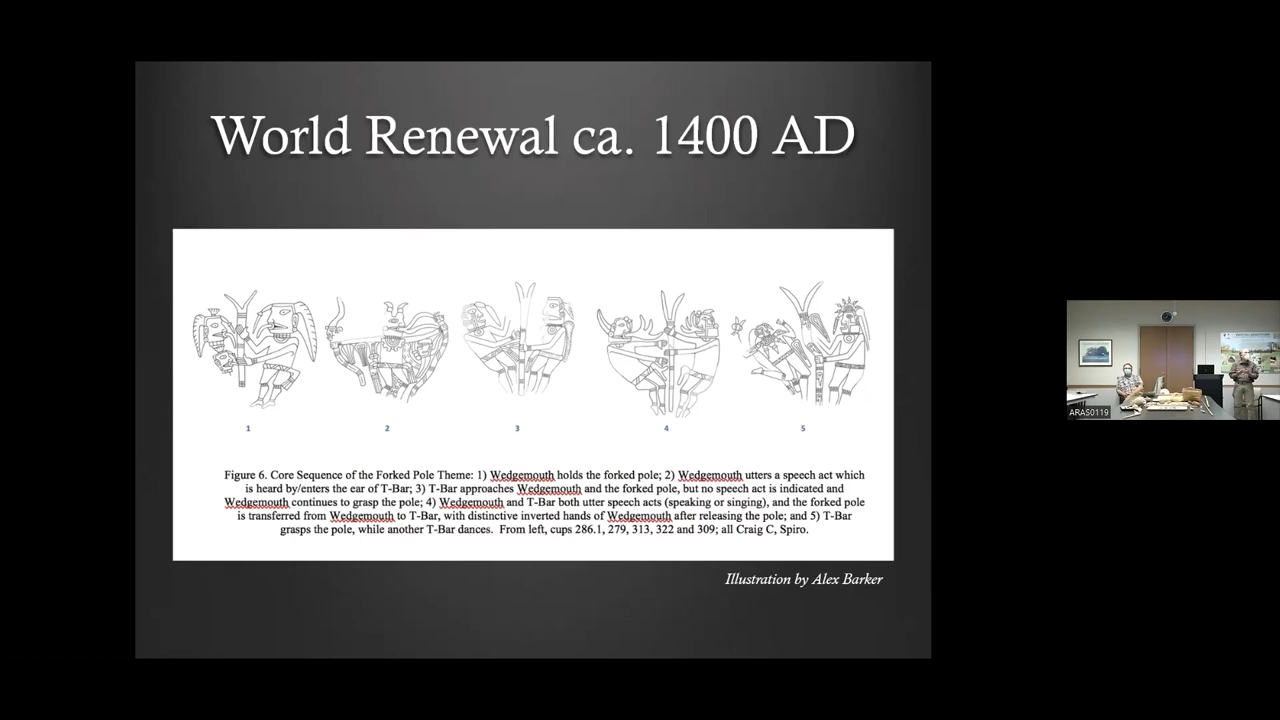 World Renewal ca. 1400 AD
1 2 3 4 5
Figure 6. Core Sequence of the Forked Pole Theme: 1) Wedgemouth holds the forked pole; 2) Wedgemouth utters a speech act which
is heard by/enters the ear of T-Bar; 3) T-Bar approaches Wedgemouth and the forked pole, but no speech act is indicated and
Wedgemouth continues to grasp the pole; 4) Wedgemouth and T-Bar both utter speech acts (speaking or singing), and the forked pole
is transferred from Wedgemouth to T-Bar, with distinctive inverted hands of Wedgemouth after releasing the pole; and 5) T-Bar
grasps the pole, while another T-Bar dances. From left, cups 286.1, 279, 313, 322 and 309; all Craig C, Spiro.
Illustration by Alex Barker
ARAS0119